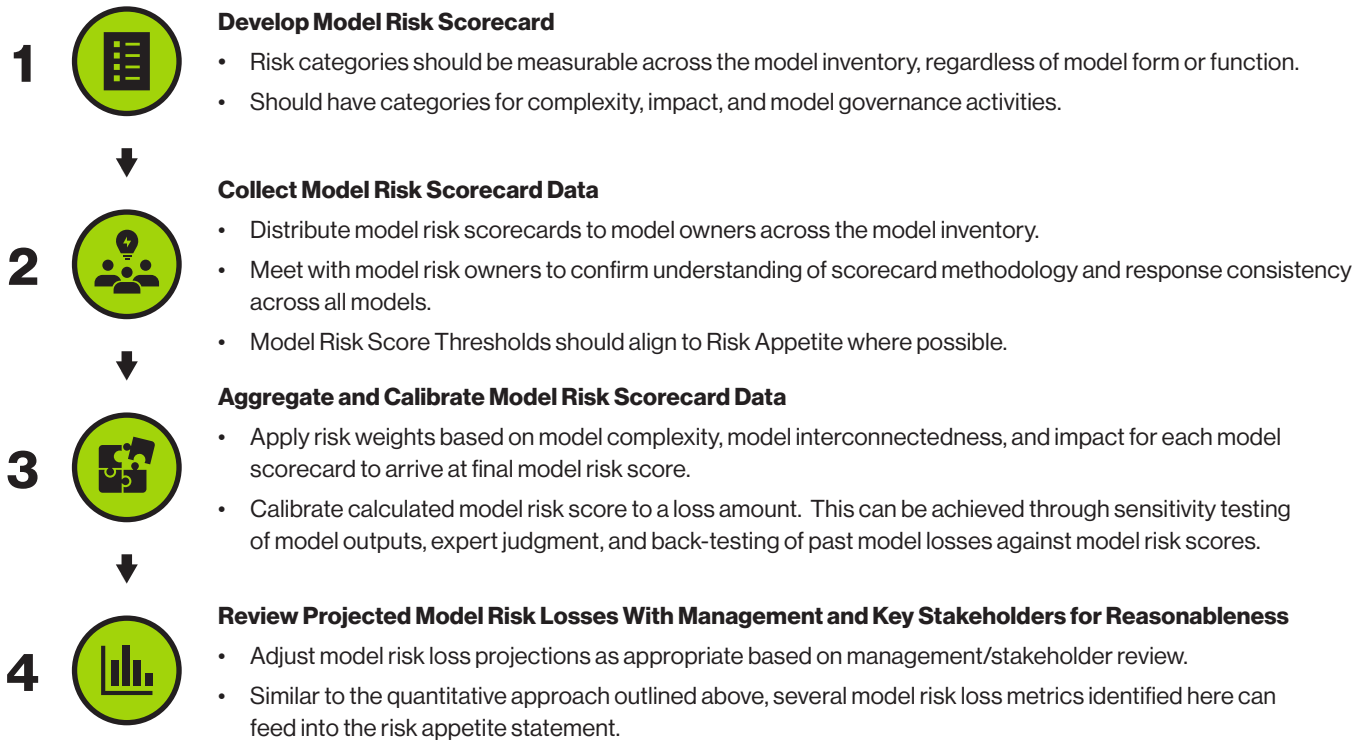 1
Develop Model Risk Scorecard
• Risk categories should be measurable across the model inventory, regardless of model form or function.
• Should have categories for complexity, impact, and model governance activities.
2
Collect Model Risk Scorecard Data
• Distribute model risk scorecards to model owners across the model inventory.
• Meet with model risk owners to confirm understanding of scorecard methodology and response consistency
across all models.
• Model Risk Score Thresholds should align to Risk Appetite where possible.
3
Aggregate and Calibrate Model Risk Scorecard Data
• Apply risk weights based on model complexity, model interconnectedness, and impact for each model
scorecard to arrive at final model risk score.
• Calibrate calculated model risk score to a loss amount.  This can be achieved through sensitivity testing
of model outputs, expert judgment, and back-testing of past model losses against model risk scores.
4
Review Projected Model Risk Losses With Management and Key Stakeholders for Reasonableness
• Adjust model risk loss projections as appropriate based on management/stakeholder review.
• Similar to the quantitative approach outlined above, several model risk loss metrics identified here can
feed into the risk appetite statement.